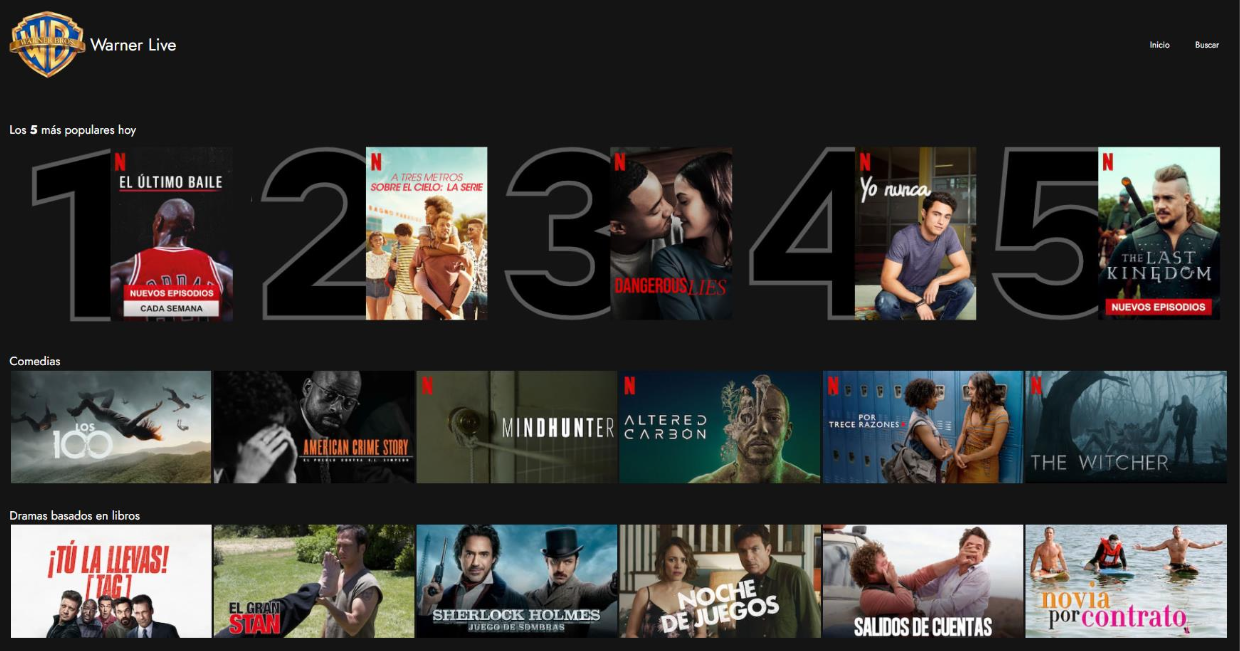 WARNER BROS
Warner Live
Inicio
Buscar
Los 5 más populares hoy
1
N
EL ÚLTIMO BAILE
NUEVOS EPISODIOS
CADA SEMANA
2
N
A TRES METROS
SOBRE EL CIELO: LA SERIE
3
N
DANGEROUS LIES
4
N
Yo nunca
5
N
THE LAST
KINGDOM
NUEVOS EPISODIOS
Comedias
LOS
100
AMERICAN CRIME STORY
EL PUEBLO CONTRA O.J. SIMPSON
N
MINDHUNTER
N
ALTERED
CARBON
N
POR
TRECE RAZONES
N
THE WITCHER
Dramas basados en libros
¡TÚ LA LLEVAS!
[TAG]
EL GRAN
STAN
SHERLOCK HOLMES
JUEGO DE SOMBRAS
NOCHE
DE JUEGOS
SALIDOS DE CUENTAS
novia
por contrato